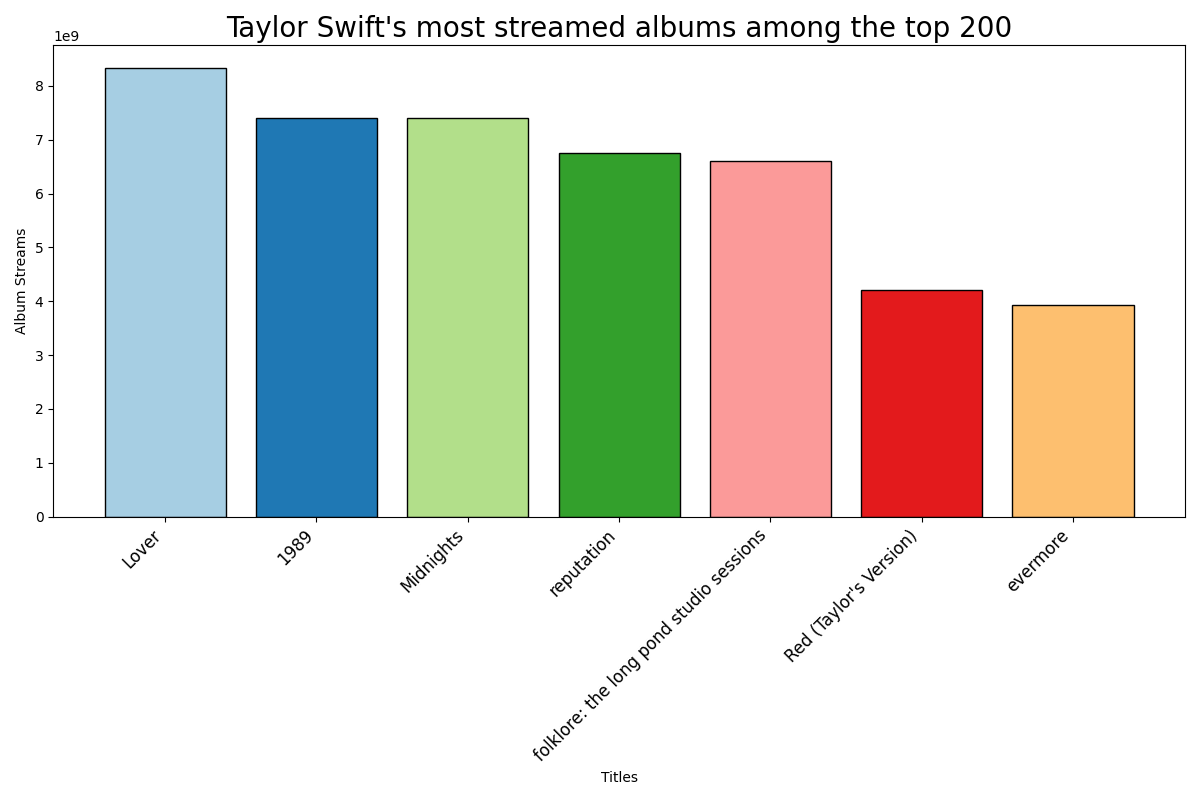 Taylor Swift's most streamed albums among the top 200
1e9
8
7
6
5
4
3
2
1
0
Album Streams
Lover
1989
Midnights
reputation
folklore: the long pond studio sessions
Red (Taylor's Version)
evermore
Titles